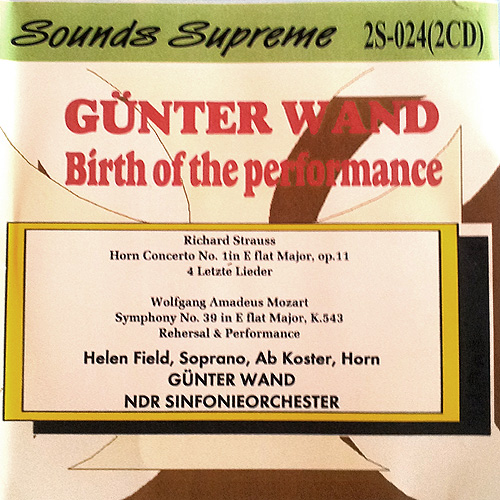 Sounds Supreme 2S-024(2CD)
GÜNTER WAND
Birth of the performance
Richard Strauss
Horn Concerto No. 1in E flat Major, op.11
4 Letzte Lieder
Wolfgang Amadeus Mozart
Symphony No. 39 in E flat Major, K.543
Rehersal & Performance
Helen Field, Soprano, Ab Koster, Horn
GÜNTER WAND
NDR SINFONIEORCHESTER